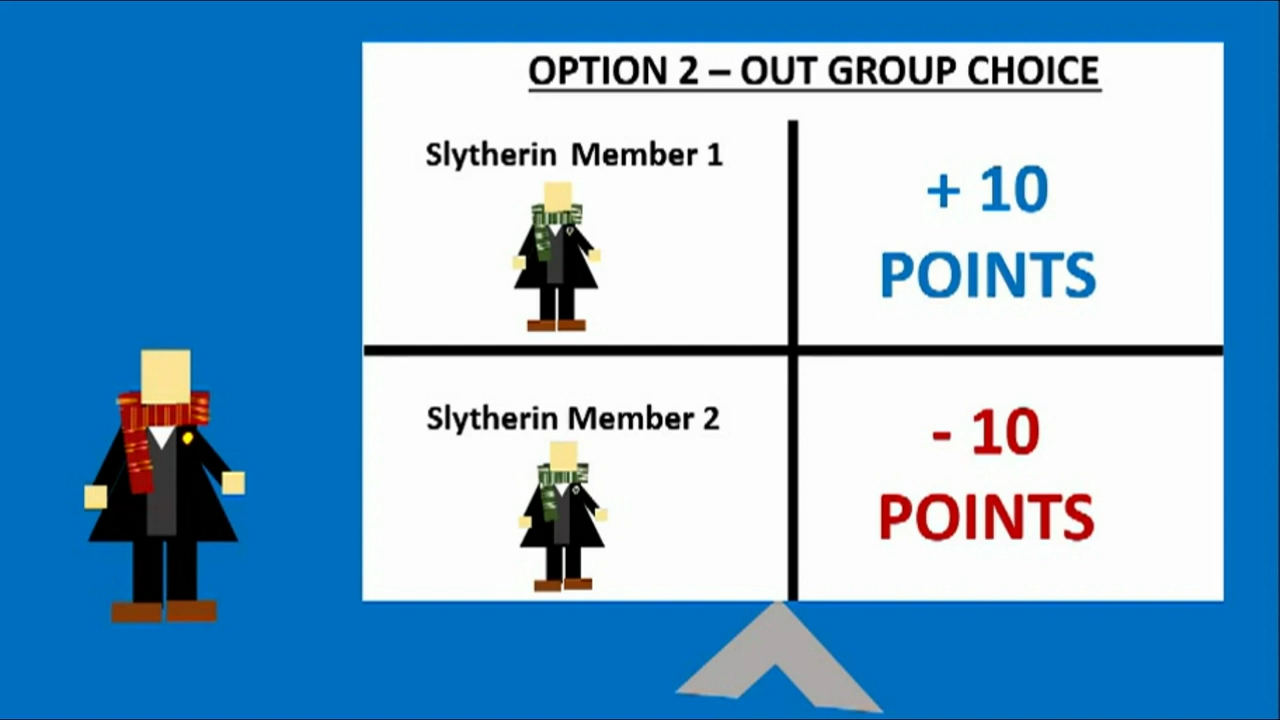 OPTION 2 – OUT GROUP CHOICE
Slytherin Member 1
+ 10
POINTS
Slytherin Member 2
- 10
POINTS